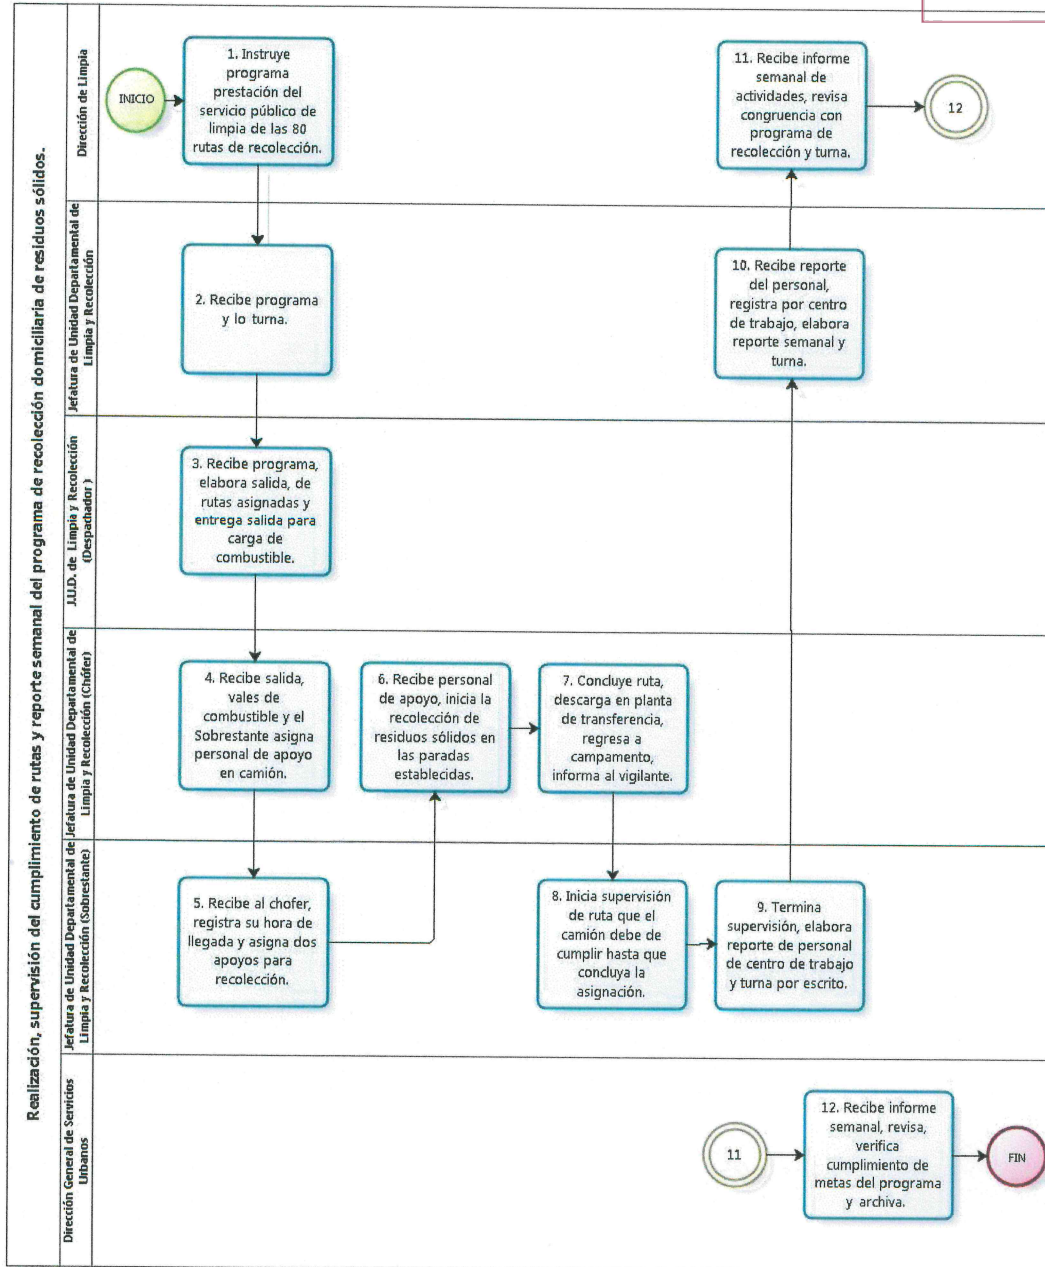 Realización, supervisión del cumplimiento de rutas y reporte semanal del programa de recolección domiciliaria de residuos sólidos.
Dirección de Limpia
INICIO
1. Instruye
programa
prestación del
servicio público de
limpia de las 80
rutas de recolección.
11. Recibe informe
semanal de
actividades, revisa
congruencia con
programa de
recolección y turna.
12
Jefatura de Unidad Departamental de
Limpia y Recolección
2. Recibe programa
y lo turna.
10. Recibe reporte
del personal,
registra por centro
de trabajo, elabora
reporte semanal y
turna.
J.U.D. de Limpia y Recolección
(Despachador )
3. Recibe programa,
elabora salida, de
rutas asignadas y
entrega salida para
carga de
combustible.
Jefatura de Unidad Departamental de
Limpia y Recolección (Chófer)
4. Recibe salida,
vales de
combustible y el
Sobrestante asigna
personal de apoyo
en camión.
6. Recibe personal
de apoyo, inicia la
recolección de
residuos sólidos en
las paradas
establecidas.
7. Concluye ruta,
descarga en planta
de transferencia,
regresa a
campamento,
informa al vigilante.
Jefatura de Unidad Departamental de
Limpia y Recolección (Sobrestante)
5. Recibe al chofer,
registra su hora de
llegada y asigna dos
apoyos para
recolección.
8. Inicia supervisión
de ruta que el
camión debe de
cumplir hasta que
concluya la
asignación.
9. Termina
supervisión, elabora
reporte de personal
de centro de trabajo
y turna por escrito.
Dirección General de Servicios
Urbanos
11
12. Recibe informe
semanal, revisa,
verifica
cumplimiento de
metas del programa
y archiva.
FIN